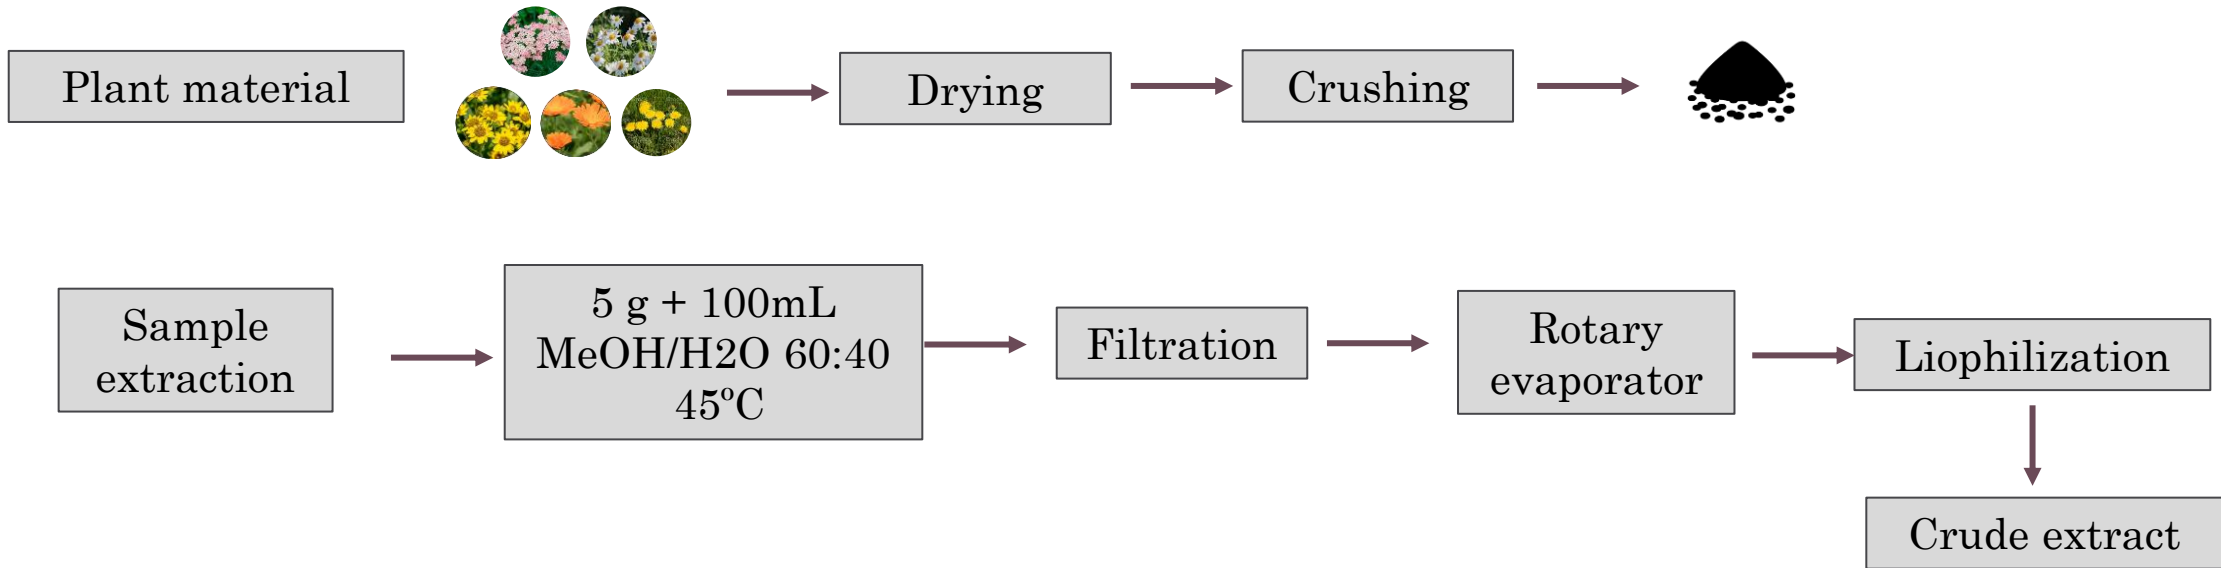 Plant material
Drying
Crushing
Sample
extraction
5 g + 100mL
MeOH/H2O 60:40
45ºC
Filtration
Rotary
evaporator
Liophilization
Crude extract